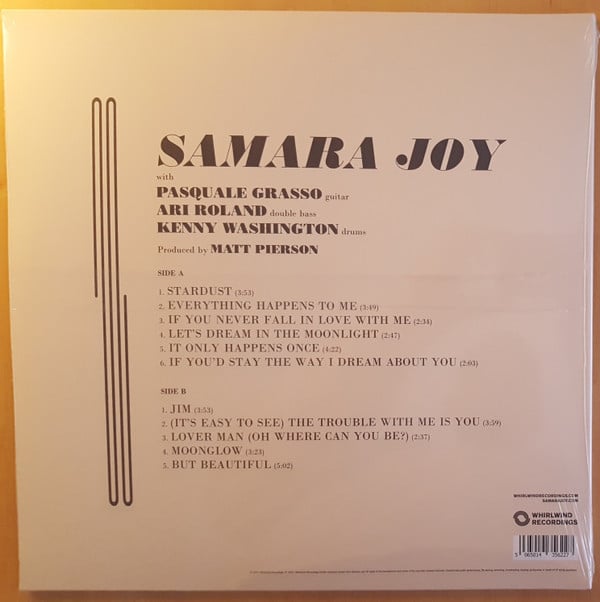 SAMARA JOY
with
PASQUALE GRASSO guitar
ARI ROLAND double bass
KENNY WASHINGTON drums
Produced by MATT PIERSON
SIDE A
1. STARDUST (3:53)
2. EVERYTHING HAPPENS TO ME (3:49)
3. IF YOU NEVER FALL IN LOVE WITH ME (2:34)
4. LET'S DREAM IN THE MOONLIGHT (2:47)
5. IT ONLY HAPPENS ONCE (4:22)
6. IF YOU'D STAY THE WAY I DREAM ABOUT YOU (2:03)
SIDE B
1. JIM (3:53)
2. (IT'S EASY TO SEE) THE TROUBLE WITH ME IS YOU (3:59)
3. LOVER MAN (OH WHERE CAN YOU BE?) (2:37)
4. MOONGLOW (3:23)
5. BUT BEAUTIFUL (5:02)
WHIRLWINDRECORDINGS.COM
SAMARAJOY.COM
WHIRLWIND
RECORDINGS
5 065014 356227